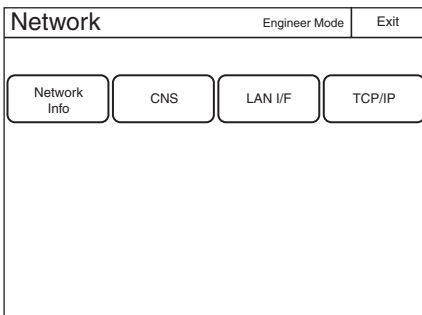 Network
Engineer Mode
Exit
Network
Info
CNS
LAN I/F
TCP/IP